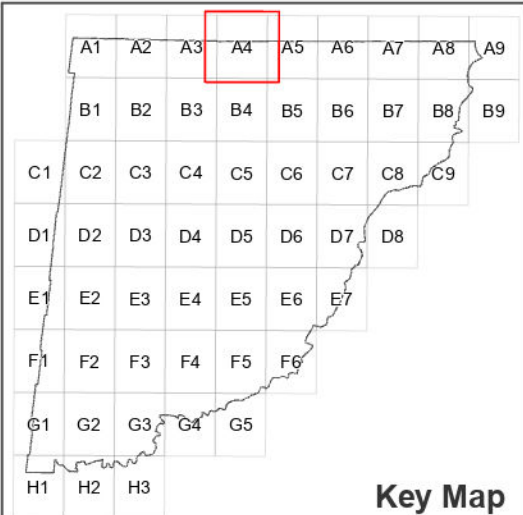 A1 A2 A3 A4 A5 A6 A7 A8 A9
B1 B2 B3 B4 B5 B6 B7 B8 B9
C1 C2 C3 C4 C5 C6 C7 C8 C9
D1 D2 D3 D4 D5 D6 D7 D8
E1 E2 E3 E4 E5 E6 E7
F1 F2 F3 F4 F5 F6
G1 G2 G3 G4 G5
H1 H2 H3
Key Map